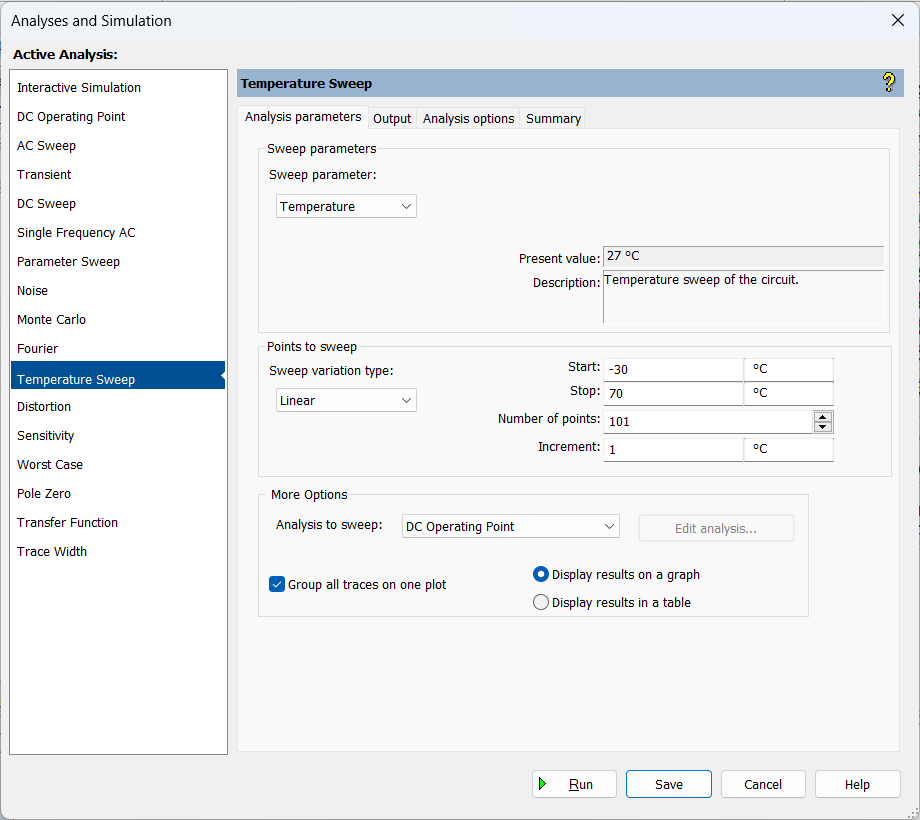 Analyses and Simulation
Active Analysis:
Interactive Simulation
DC Operating Point
AC Sweep
Transient
DC Sweep
Single Frequency AC
Parameter Sweep
Noise
Monte Carlo
Fourier
Temperature Sweep
Distortion
Sensitivity
Worst Case
Pole Zero
Transfer Function
Trace Width
Temperature Sweep
?
Analysis parameters Output Analysis options Summary
Sweep parameters
Sweep parameter:
Temperature
Present value: 27 °C
Description: Temperature sweep of the circuit.
Points to sweep
Sweep variation type:
Linear
Start: -30 °C
Stop: 70 °C
Number of points: 101
Increment: 1 °C
More Options
Analysis to sweep: DC Operating Point Edit analysis...
Group all traces on one plot
Display results on a graph
Display results in a table
Run Save Cancel Help